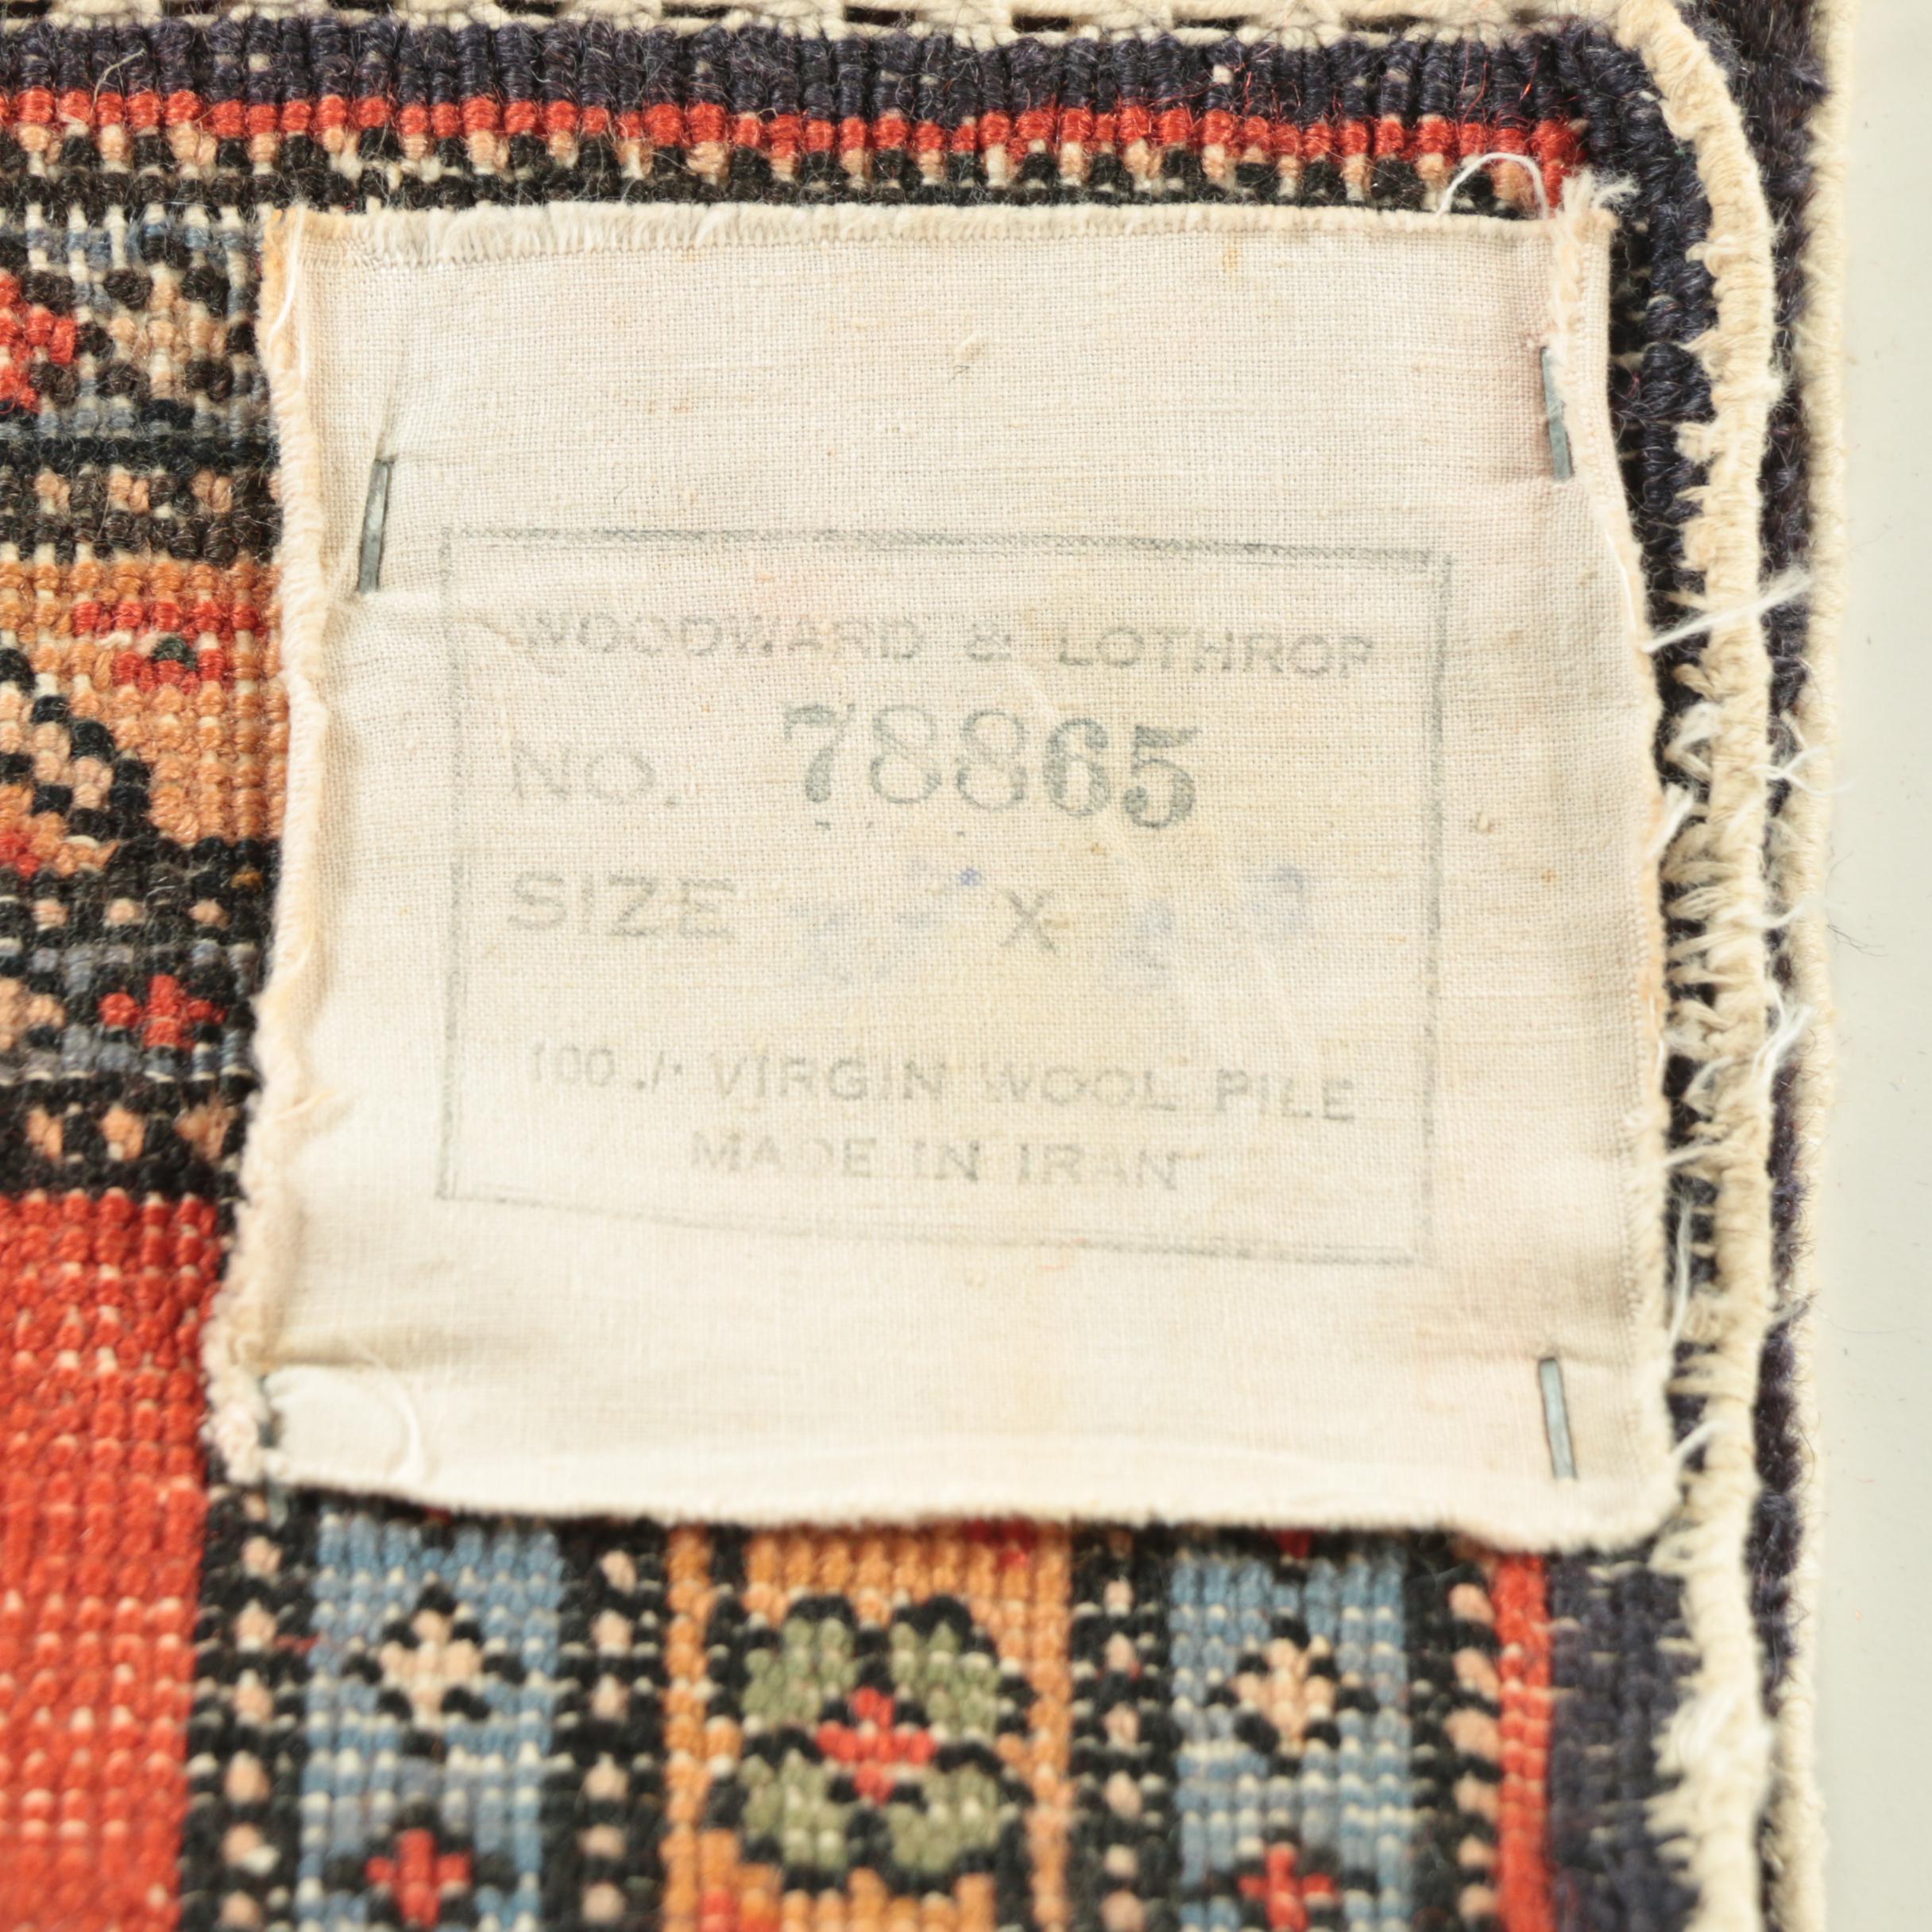 WOODWARD & LOTHROP
NO. 78865
SIZE X
100 ./· VIRGIN WOOL PILE
MADE IN IRAN